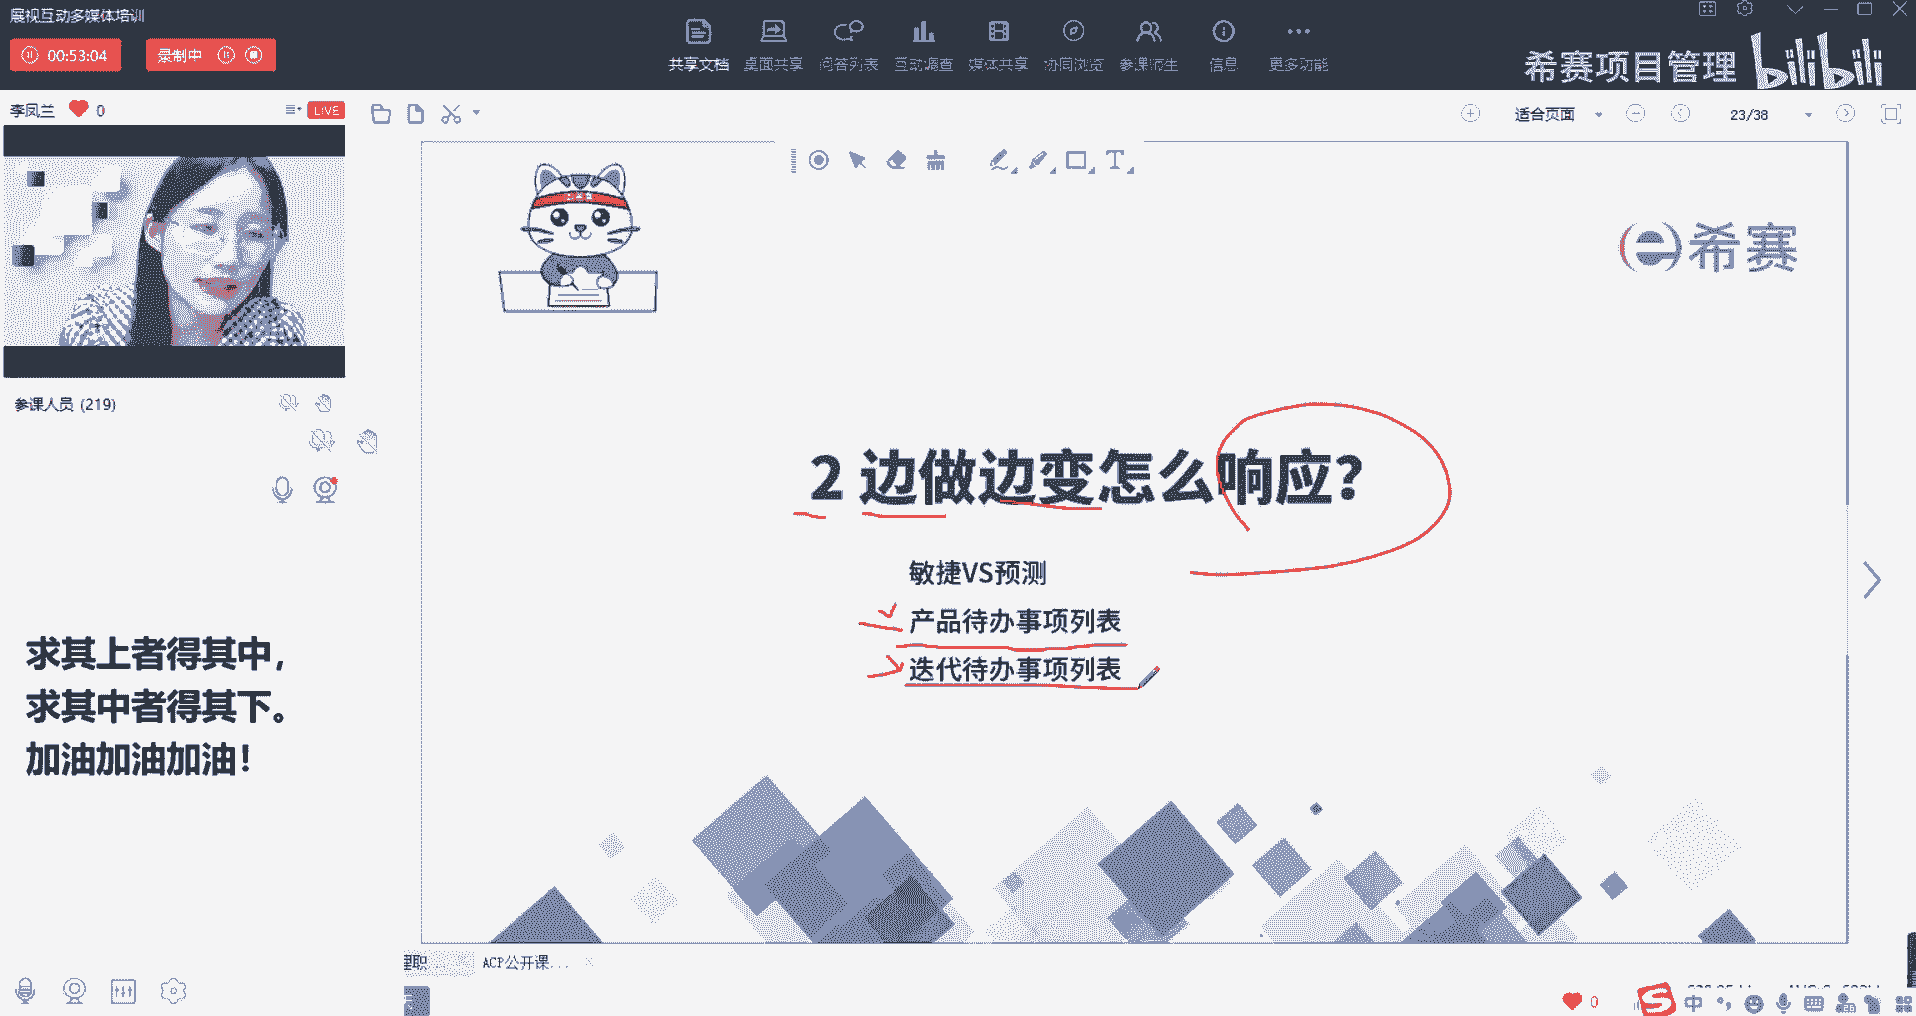 展视互动多媒体培训
00:53:04
录制中
共享文档
桌面共享
问答列表
互动调查
媒体共享
协同浏览
参课师生
信息
更多功能
希赛项目管理 bilibili
李凤兰 0
LIVE
适合页面
23/38
希赛
参课人员 (219)
2 边做边变怎么响应?
敏捷VS预测
产品待办事项列表
迭代待办事项列表
求其上者得其中，
求其中者得其下。
加油加油加油！
ACP公开课...
0
中